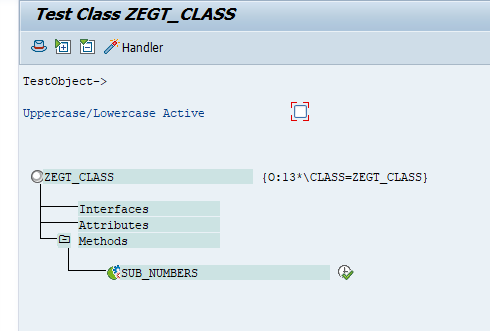 Test Class ZEGT_CLASS
Handler
TestObject->
Uppercase/Lowercase Active
ZEGT_CLASS {O:13*\CLASS=ZEGT_CLASS}
Interfaces
Attributes
Methods
SUB_NUMBERS